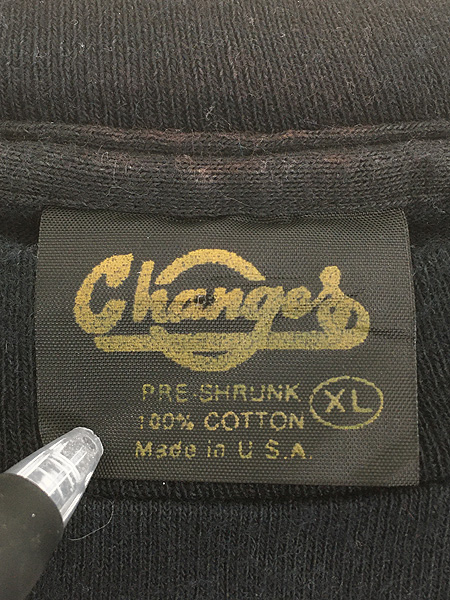 Changes
PRE-SHRUNK
100% COTTON
XL
Made in U.S.A.